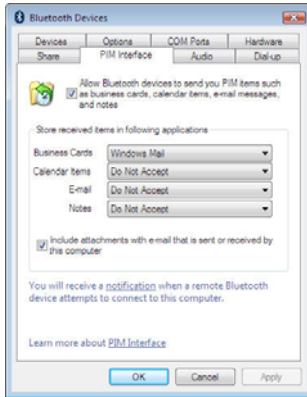 Bluetooth Devices
Devices Options COM Ports Hardware
Share PIM Interface Audio Dial-up
Allow Bluetooth devices to send you PIM items such
as business cards, calendar items, e-mail messages,
and notes
Store received items in following applications
Business Cards Windows Mail
Calendar Items Do Not Accept
E-mail Do Not Accept
Notes Do Not Accept
Include attachments with e-mail that is sent or received by
this computer
You will receive a notification when a remote Bluetooth
device attempts to connect to this computer.
Learn more about PIM Interface
OK Cancel Apply